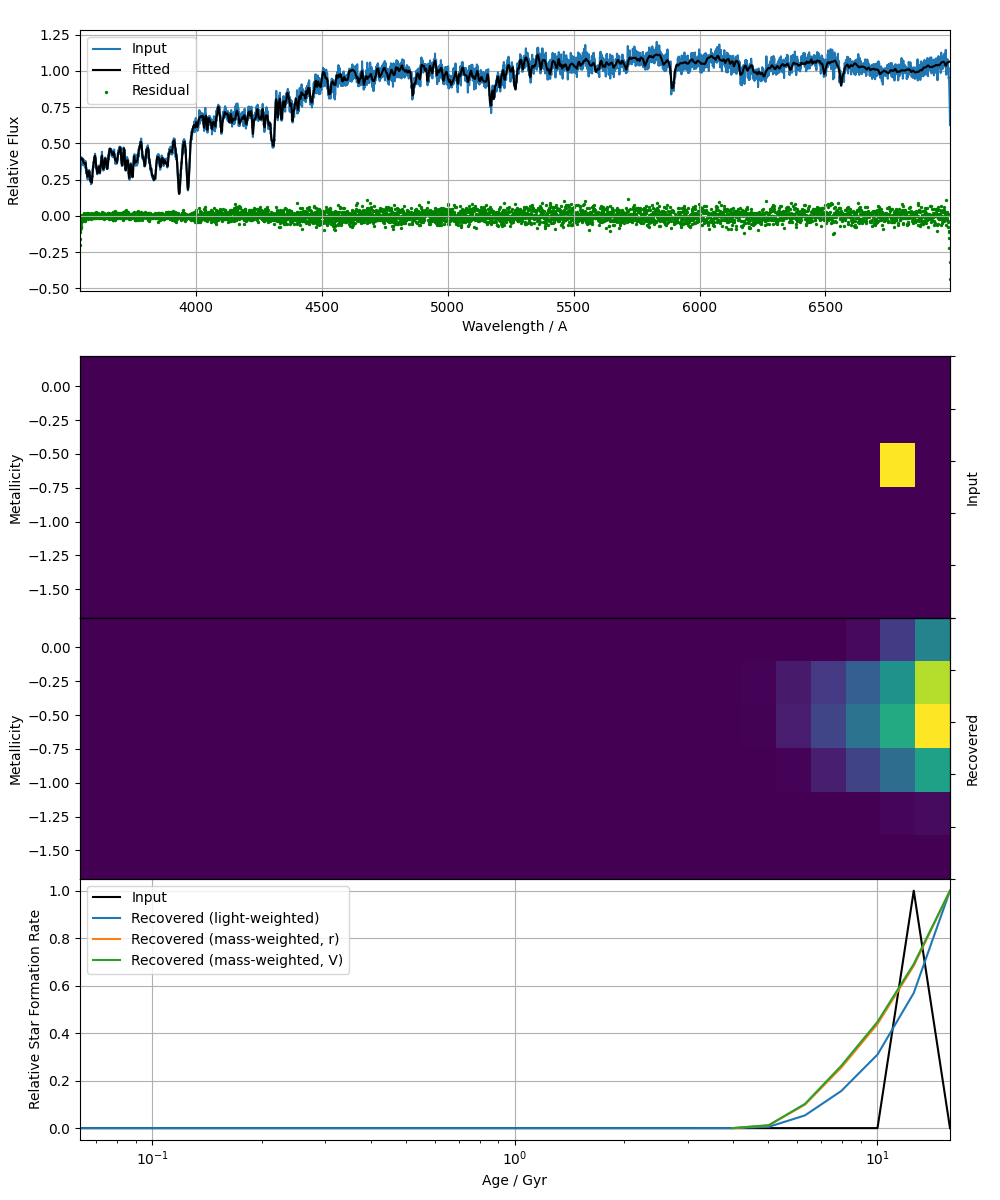 1.25
1.00
0.75
0.50
0.25
0.00
−0.25
−0.50
Relative Flux
Input
Fitted
Residual
4000
4500
5000
5500
6000
6500
Wavelength / A
0.00
−0.25
−0.50
−0.75
−1.00
−1.25
−1.50
Metallicity
Input
0.00
−0.25
−0.50
−0.75
−1.00
−1.25
−1.50
Metallicity
Recovered
1.0
0.8
0.6
0.4
0.2
0.0
Relative Star Formation Rate
Input
Recovered (light-weighted)
Recovered (mass-weighted, r)
Recovered (mass-weighted, V)
10⁻¹
10⁰
10¹
Age / Gyr